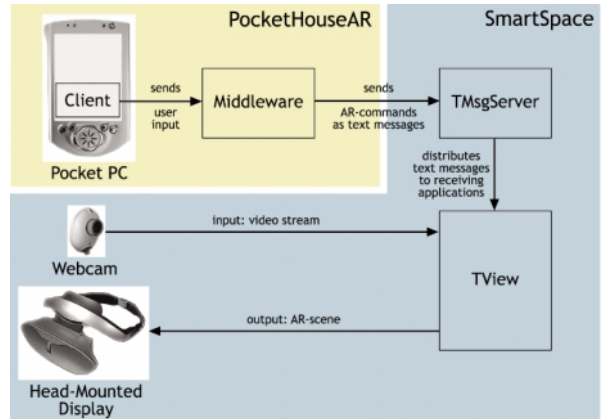 PocketHouseAR
SmartSpace
Client
sends
user
input
Middleware
sends
AR-commands
as text messages
TMsgServer
Pocket PC
distributes
text messages
to receiving
applications
input: video stream
Webcam
TView
output: AR-scene
Head-Mounted
Display